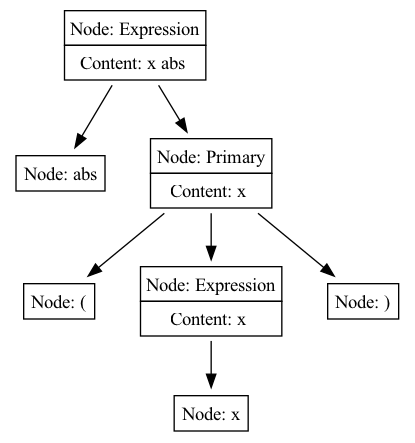 Node: Expression
Content: x abs
Node: abs
Node: Primary
Content: x
Node: (
Node: Expression
Content: x
Node: )
Node: x